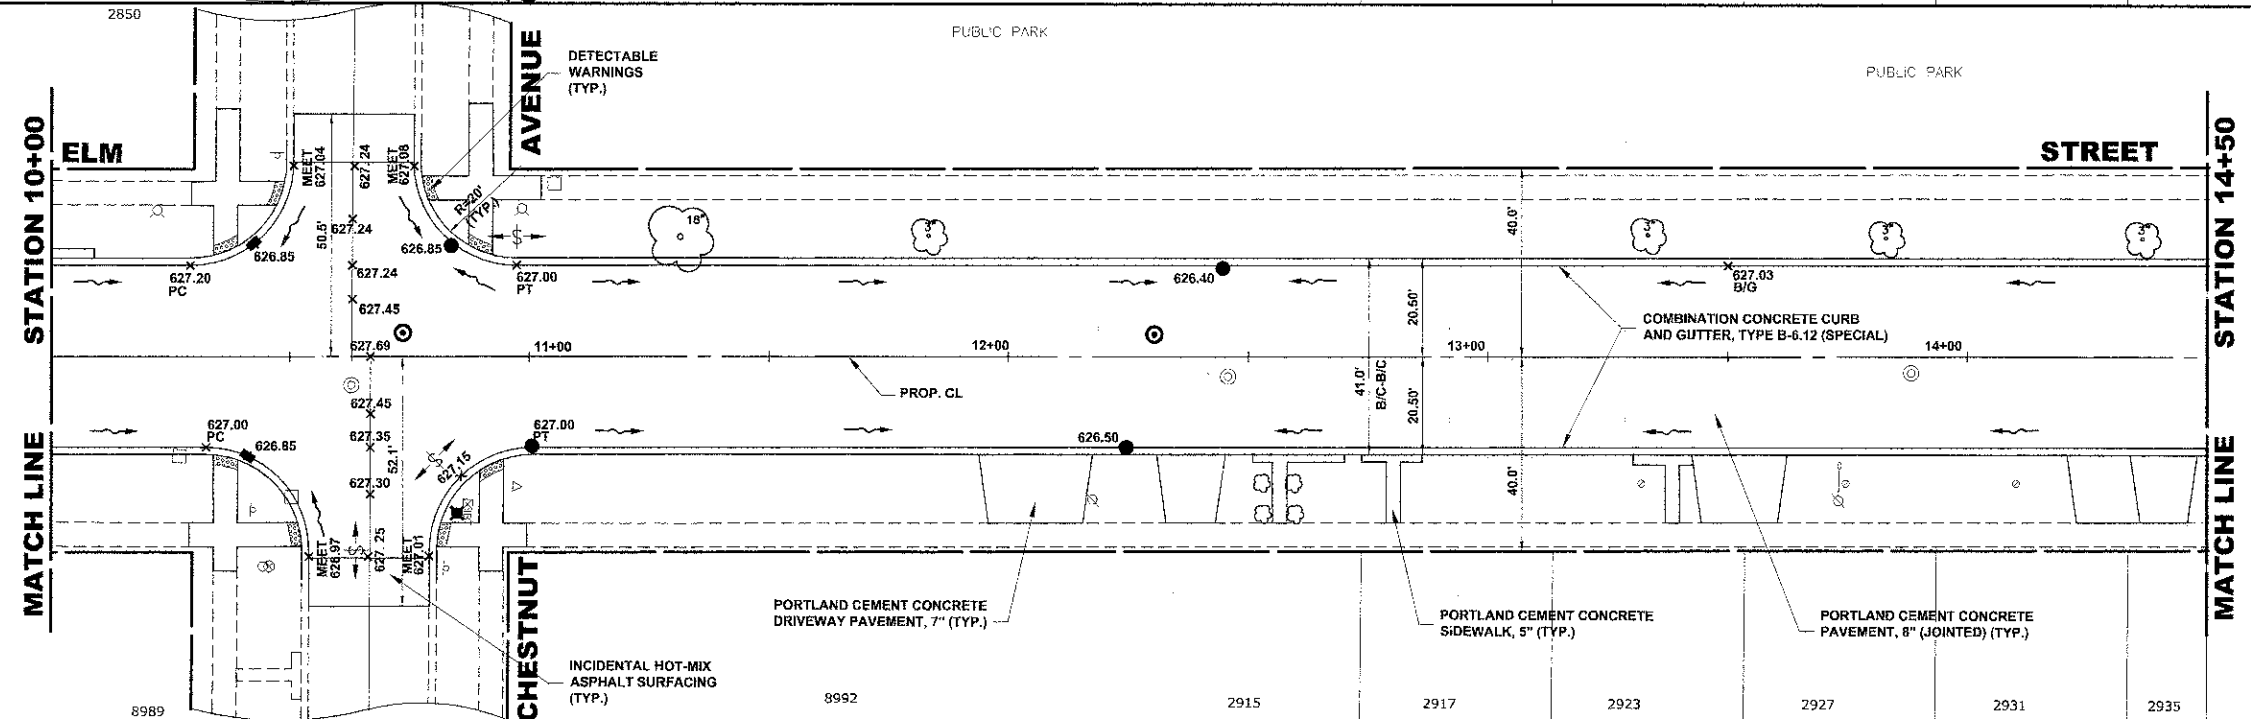 2850
PUBLIC PARK
PUBLIC PARK
DETECTABLE
WARNINGS
(TYP.)
AVENUE
STATION 10+00
ELM
STREET
STATION 14+50
MEET
627.04
627.24
MEET
627.08
R=20'
(TYP.)
18"
3"
3"
3"
3"
40.0'
50.5'
627.24
626.85
626.85
627.20
PC
627.24
627.00
PT
626.40
627.03
B/G
627.45
20.50'
COMBINATION CONCRETE CURB
AND GUTTER, TYPE B-6.12 (SPECIAL)
627.69
11+00
12+00
13+00
14+00
PROP. CL
41.0'
B/C-B/C
20.50'
627.45
627.00
PC
626.85
627.35
627.00
PT
626.50
52.1'
627.15
627.30
40.0'
MATCH LINE
MATCH LINE
MEET
626.97
627.25
MEET
627.01
CHESTNUT
PORTLAND CEMENT CONCRETE
DRIVEWAY PAVEMENT, 7" (TYP.)
PORTLAND CEMENT CONCRETE
SIDEWALK, 5" (TYP.)
PORTLAND CEMENT CONCRETE
PAVEMENT, 8" (JOINTED) (TYP.)
INCIDENTAL HOT-MIX
ASPHALT SURFACING
(TYP.)
8989
8992
2915
2917
2923
2927
2931
2935